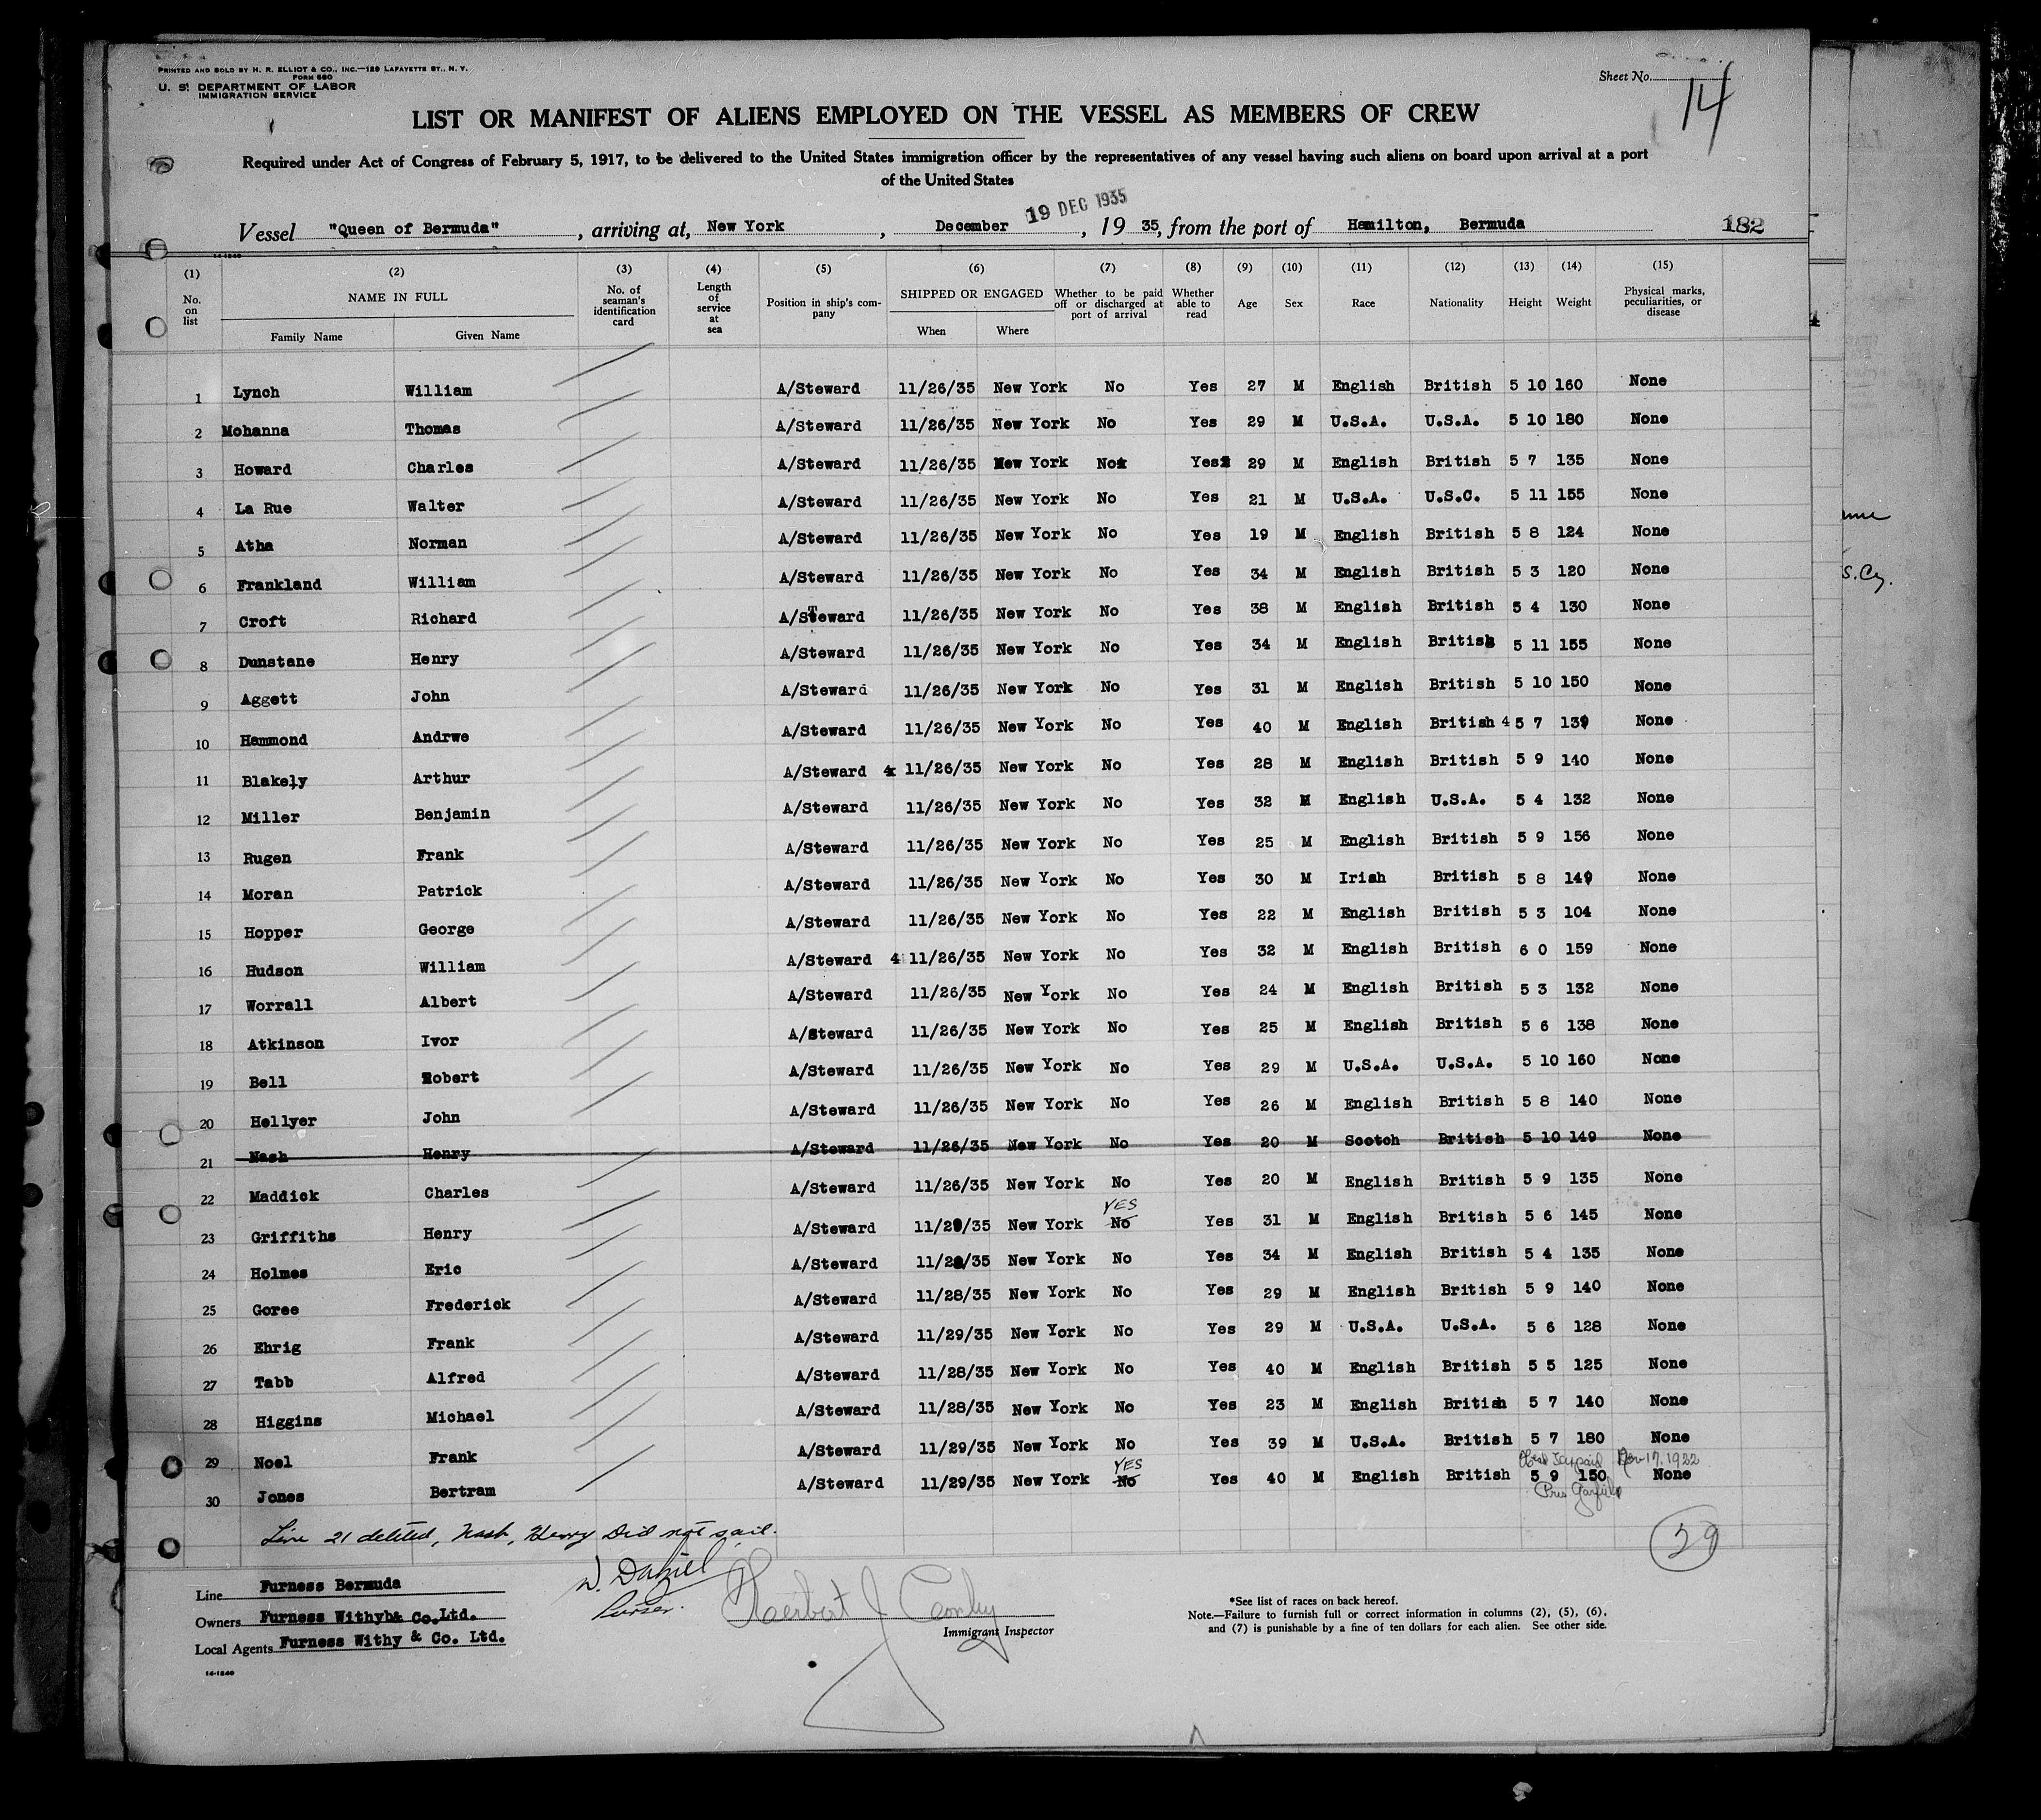 PRINTED AND SOLD BY H. R. ELLIOT & CO., INC.—129 LAFAYETTE ST., N. Y.
FORM 680
U. S. DEPARTMENT OF LABOR
IMMIGRATION SERVICE
Sheet No. 14
LIST OR MANIFEST OF ALIENS EMPLOYED ON THE VESSEL AS MEMBERS OF CREW
Required under Act of Congress of February 5, 1917, to be delivered to the United States immigration officer by the representatives of any vessel having such aliens on board upon arrival at a port
of the United States
19 DEC 1935
Vessel "Queen of Bermuda", arriving at, New York, December, 19 35, from the port of Hamilton, Bermuda 182
14-1240
(1) (2) (3) (4) (5) (6) (7) (8) (9) (10) (11) (12) (13) (14) (15)
No. on list NAME IN FULL Family Name Given Name No. of seaman's identification card Length of service at sea Position in ship's company SHIPPED OR ENGAGED When Where Whether to be paid off or discharged at port of arrival Whether able to read Age Sex Race Nationality Height Weight Physical marks, peculiarities, or disease
1 Lynch William A/Steward 11/26/35 New York No Yes 27 M English British 5 10 160 None
2 Mohanna Thomas A/Steward 11/26/35 New York No Yes 29 M U.S.A. U.S.A. 5 10 180 None
3 Howard Charles A/Steward 11/26/35 New York No Yes 29 M English British 5 7 135 None
4 La Rue Walter A/Steward 11/26/35 New York No Yes 21 M U.S.A. U.S.C. 5 11 155 None
5 Atha Norman A/Steward 11/26/35 New York No Yes 19 M English British 5 8 124 None
6 Frankland William A/Steward 11/26/35 New York No Yes 34 M English British 5 3 120 None
7 Croft Richard A/Steward 11/26/35 New York No Yes 38 M English British 5 4 130 None
8 Dunstane Henry A/Steward 11/26/35 New York No Yes 34 M English British 5 11 155 None
9 Aggett John A/Steward 11/26/35 New York No Yes 31 M English British 5 10 150 None
10 Hammond Andrwe A/Steward 11/26/35 New York No Yes 40 M English British 4 5 7 139 None
11 Blakely Arthur A/Steward 11/26/35 New York No Yes 28 M English British 5 9 140 None
12 Miller Benjamin A/Steward 11/26/35 New York No Yes 32 M English U.S.A. 5 4 132 None
13 Rugen Frank A/Steward 11/26/35 New York No Yes 25 M English British 5 9 156 None
14 Moran Patrick A/Steward 11/26/35 New York No Yes 30 M Irish British 5 8 149 None
15 Hopper George A/Steward 11/26/35 New York No Yes 22 M English British 5 3 104 None
16 Hudson William A/Steward 4 11/26/35 New York No Yes 32 M English British 6 0 159 None
17 Worrall Albert A/Steward 11/26/35 New York No Yes 24 M English British 5 3 132 None
18 Atkinson Ivor A/Steward 11/26/35 New York No Yes 25 M English British 5 6 138 None
19 Bell Robert A/Steward 11/26/35 New York No Yes 29 M U.S.A. U.S.A. 5 10 160 None
20 Hellyer John A/Steward 11/26/35 New York No Yes 26 M English British 5 8 140 None
21 Nash Henry A/Steward 11/26/35 New York No Yes 20 M Scotch British 5 10 149 None
22 Maddick Charles A/Steward 11/26/35 New York No Yes 20 M English British 5 9 135 None
YES
23 Griffiths Henry A/Steward 11/29/35 New York No Yes 31 M English British 5 6 145 None
24 Holmes Eric A/Steward 11/28/35 New York No Yes 34 M English British 5 4 135 None
25 Goree Frederick A/Steward 11/28/35 New York No Yes 29 M English British 5 9 140 None
26 Ehrig Frank A/Steward 11/29/35 New York No Yes 29 M U.S.A. U.S.A. 5 6 128 None
27 Tabb Alfred A/Steward 11/28/35 New York No Yes 40 M English British 5 5 125 None
28 Higgins Michael A/Steward 11/28/35 New York No Yes 23 M English British 5 7 140 None
29 Noel Frank A/Steward 11/29/35 New York No Yes 39 M U.S.A. British 5 7 180 None
YES Nov 17, 1922
30 Jones Bertram A/Steward 11/29/35 New York No Yes 40 M English British 5 9 150 None
Pres Garfield
Line 21 deleted, Nash, Henry Did not sail.
29
W. Daniel
Purser.
Line Furness Bermuda
Owners Furness Withy& Co.Ltd.
Local Agents Furness Withy & Co. Ltd.
14-1240
Herbert J
Immigrant Inspector
*See list of races on back hereof.
Note.—Failure to furnish full or correct information in columns (2), (5), (6),
and (7) is punishable by a fine of ten dollars for each alien. See other side.